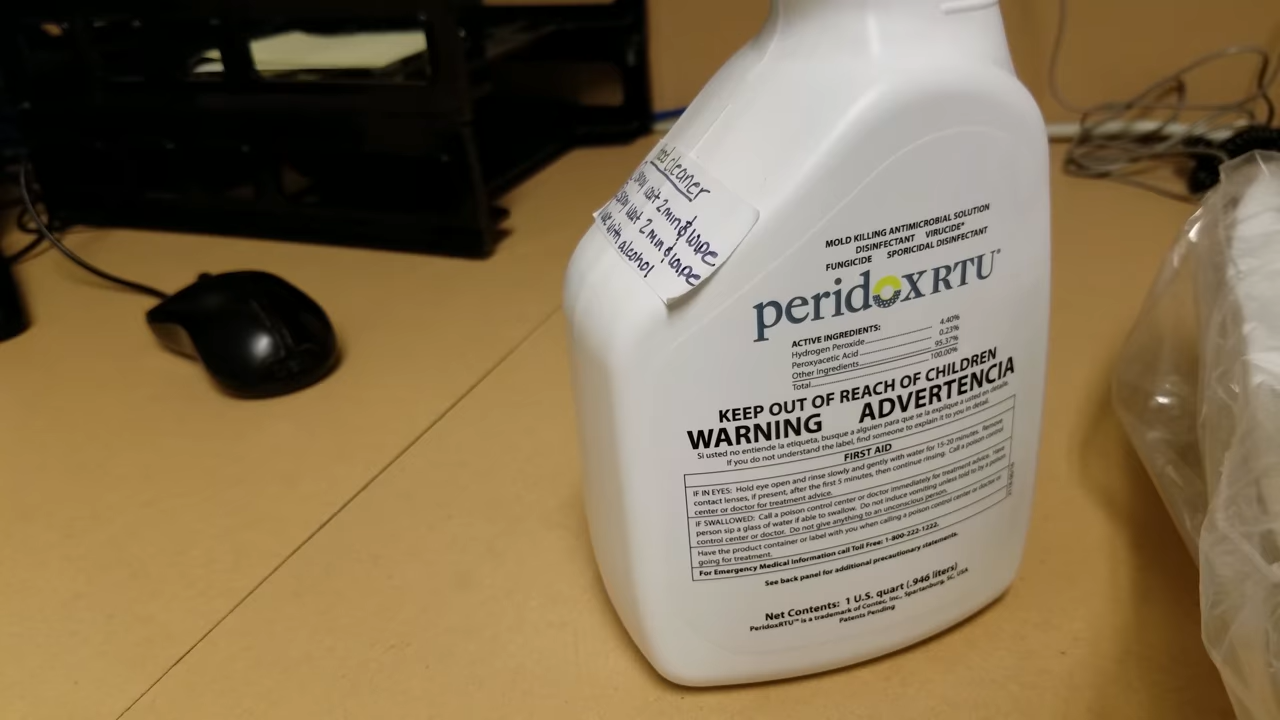 cleaner
Spray wait 2 min & wipe
Spray wait 2 min & wipe
with alcohol
MOLD KILLING ANTIMICROBIAL SOLUTION
DISINFECTANT VIRUCIDE*
FUNGICIDE SPORICIDAL DISINFECTANT
peridox RTU
ACTIVE INGREDIENTS:
Hydrogen Peroxide 4.40%
Peroxyacetic Acid 0.23%
Other Ingredients 95.37%
Total 100.00%
KEEP OUT OF REACH OF CHILDREN
WARNING ADVERTENCIA
Si usted no entiende la etiqueta, busque a alguien para que se la explique a usted en detalle.
If you do not understand the label, find someone to explain it to you in detail.
FIRST AID
IF IN EYES: Hold eye open and rinse slowly and gently with water for 15-20 minutes. Remove
contact lenses, if present, after the first 5 minutes, then continue rinsing. Call a poison control
center or doctor for treatment advice.
IF SWALLOWED: Call a poison control center or doctor immediately for treatment advice. Have
person sip a glass of water if able to swallow. Do not induce vomiting unless told to by a poison
control center or doctor. Do not give anything to an unconscious person.
Have the product container or label with you when calling a poison control center or doctor or
going for treatment.
For Emergency Medical information call Toll Free: 1-800-222-1222.
See back panel for additional precautionary statements.
Net Contents: 1 U.S. quart (.946 liters)
PeridoxRTU™ is a trademark of Contec, Inc., Spartanburg, SC, USA
Patents Pending